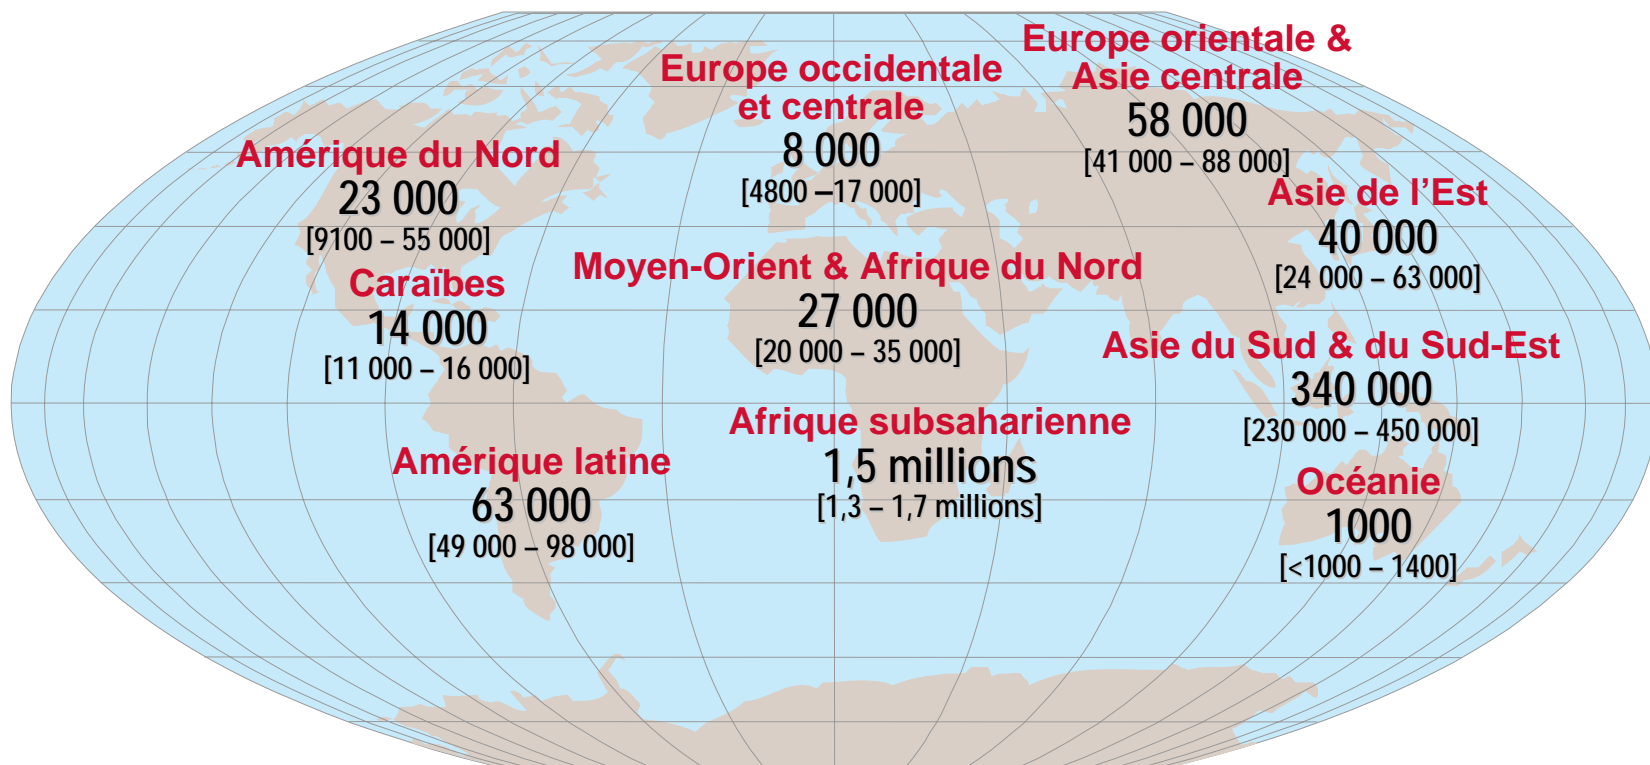 Europe orientale &
Asie centrale
58 000
[41 000 – 88 000]
Europe occidentale
et centrale
8 000
[4800 –17 000]
Amérique du Nord
23 000
[9100 – 55 000]
Asie de l’Est
40 000
[24 000 – 63 000]
Caraïbes
14 000
[11 000 – 16 000]
Moyen-Orient & Afrique du Nord
27 000
[20 000 – 35 000]
Asie du Sud & du Sud-Est
340 000
[230 000 – 450 000]
Afrique subsaharienne
1,5 millions
[1,3 – 1,7 millions]
Amérique latine
63 000
[49 000 – 98 000]
Océanie
1000
[<1000 – 1400]